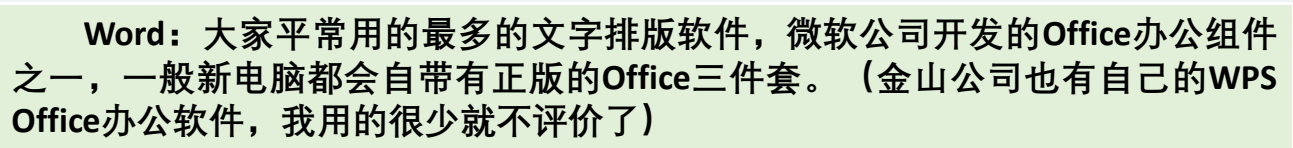 Word：大家平常用的最多的文字排版软件，微软公司开发的Office办公组件
之一，一般新电脑都会自带有正版的Office三件套。（金山公司也有自己的WPS
Office办公软件，我用的很少就不评价了）